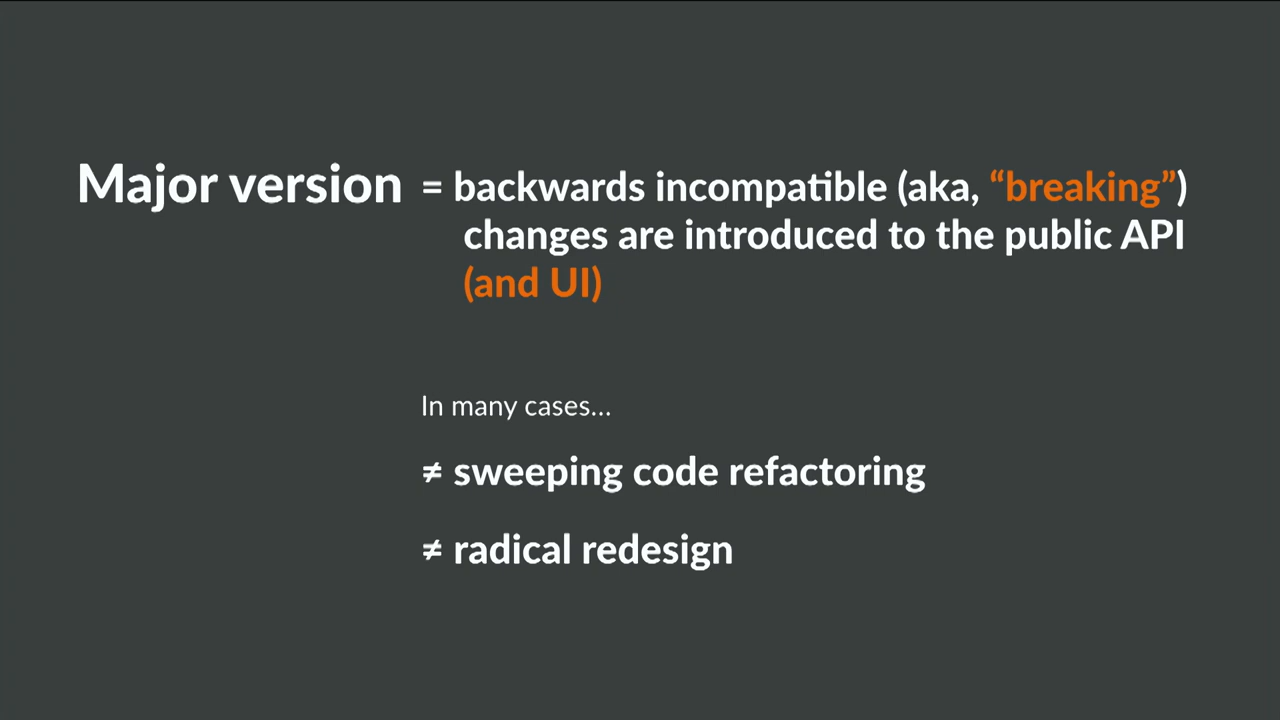 Major version = backwards incompatible (aka, “breaking”)
changes are introduced to the public API
(and UI)
In many cases...
≠ sweeping code refactoring
≠ radical redesign